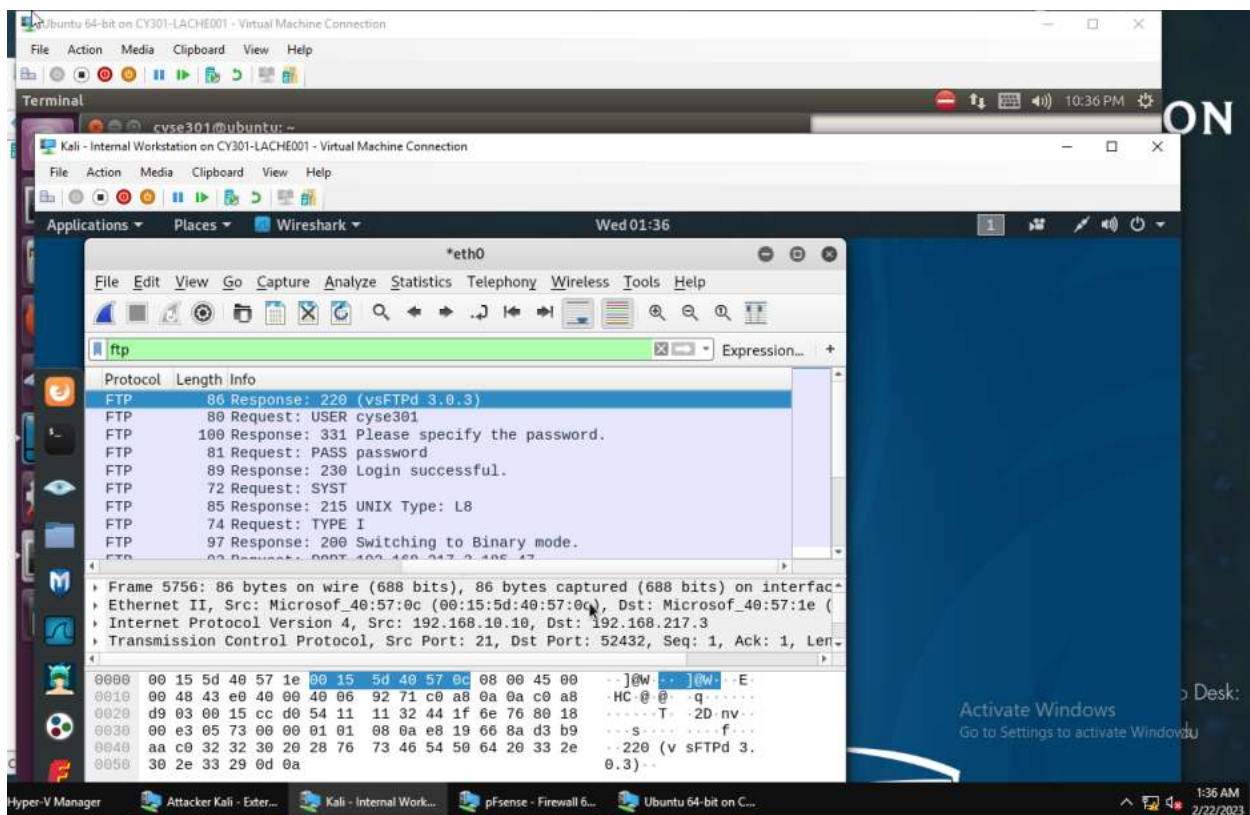 Ubuntu 64-bit on CY301-LACHE001 - Virtual Machine Connection
File Action Media Clipboard View Help
Terminal 10:36 PM
ON
cyse301@ubuntu: ~
Kali - Internal Workstation on CY301-LACHE001 - Virtual Machine Connection
File Action Media Clipboard View Help
Applications Places Wireshark Wed 01:36 1
*eth0
File Edit View Go Capture Analyze Statistics Telephony Wireless Tools Help
ftp Expression... +
Protocol Length Info
FTP 86 Response: 220 (vsFTPd 3.0.3)
FTP 80 Request: USER cyse301
FTP 100 Response: 331 Please specify the password.
FTP 81 Request: PASS password
FTP 89 Response: 230 Login successful.
FTP 72 Request: SYST
FTP 85 Response: 215 UNIX Type: L8
FTP 74 Request: TYPE I
FTP 97 Response: 200 Switching to Binary mode.
Frame 5756: 86 bytes on wire (688 bits), 86 bytes captured (688 bits) on interfac
Ethernet II, Src: Microsof_40:57:0c (00:15:5d:40:57:0c), Dst: Microsof_40:57:1e (
Internet Protocol Version 4, Src: 192.168.10.10, Dst: 192.168.217.3
Transmission Control Protocol, Src Port: 21, Dst Port: 52432, Seq: 1, Ack: 1, Len
0000 00 15 5d 40 57 1e 00 15 5d 40 57 0c 08 00 45 00 ··]@W···]@W···E·
0010 00 48 43 e0 40 00 40 06 92 71 c0 a8 0a 0a c0 a8 ·HC·@·@··q······
0020 d9 03 00 15 cc d0 54 11 11 32 44 1f 6e 76 80 18 ······T··2D·nv··
0030 00 e3 05 73 00 00 01 01 08 0a e8 19 66 8a d3 b9 ···s········f···
0040 aa c0 32 32 30 20 28 76 73 46 54 50 64 20 33 2e ··220 (v sFTPd 3.
0050 30 2e 33 29 0d 0a 0.3)··
Desk:
Activate Windows
Go to Settings to activate Windows
Hyper-V Manager Attacker Kali - Exter... Kali - Internal Work... pFsense - Firewall 6... Ubuntu 64-bit on C... 1:36 AM
2/22/2023